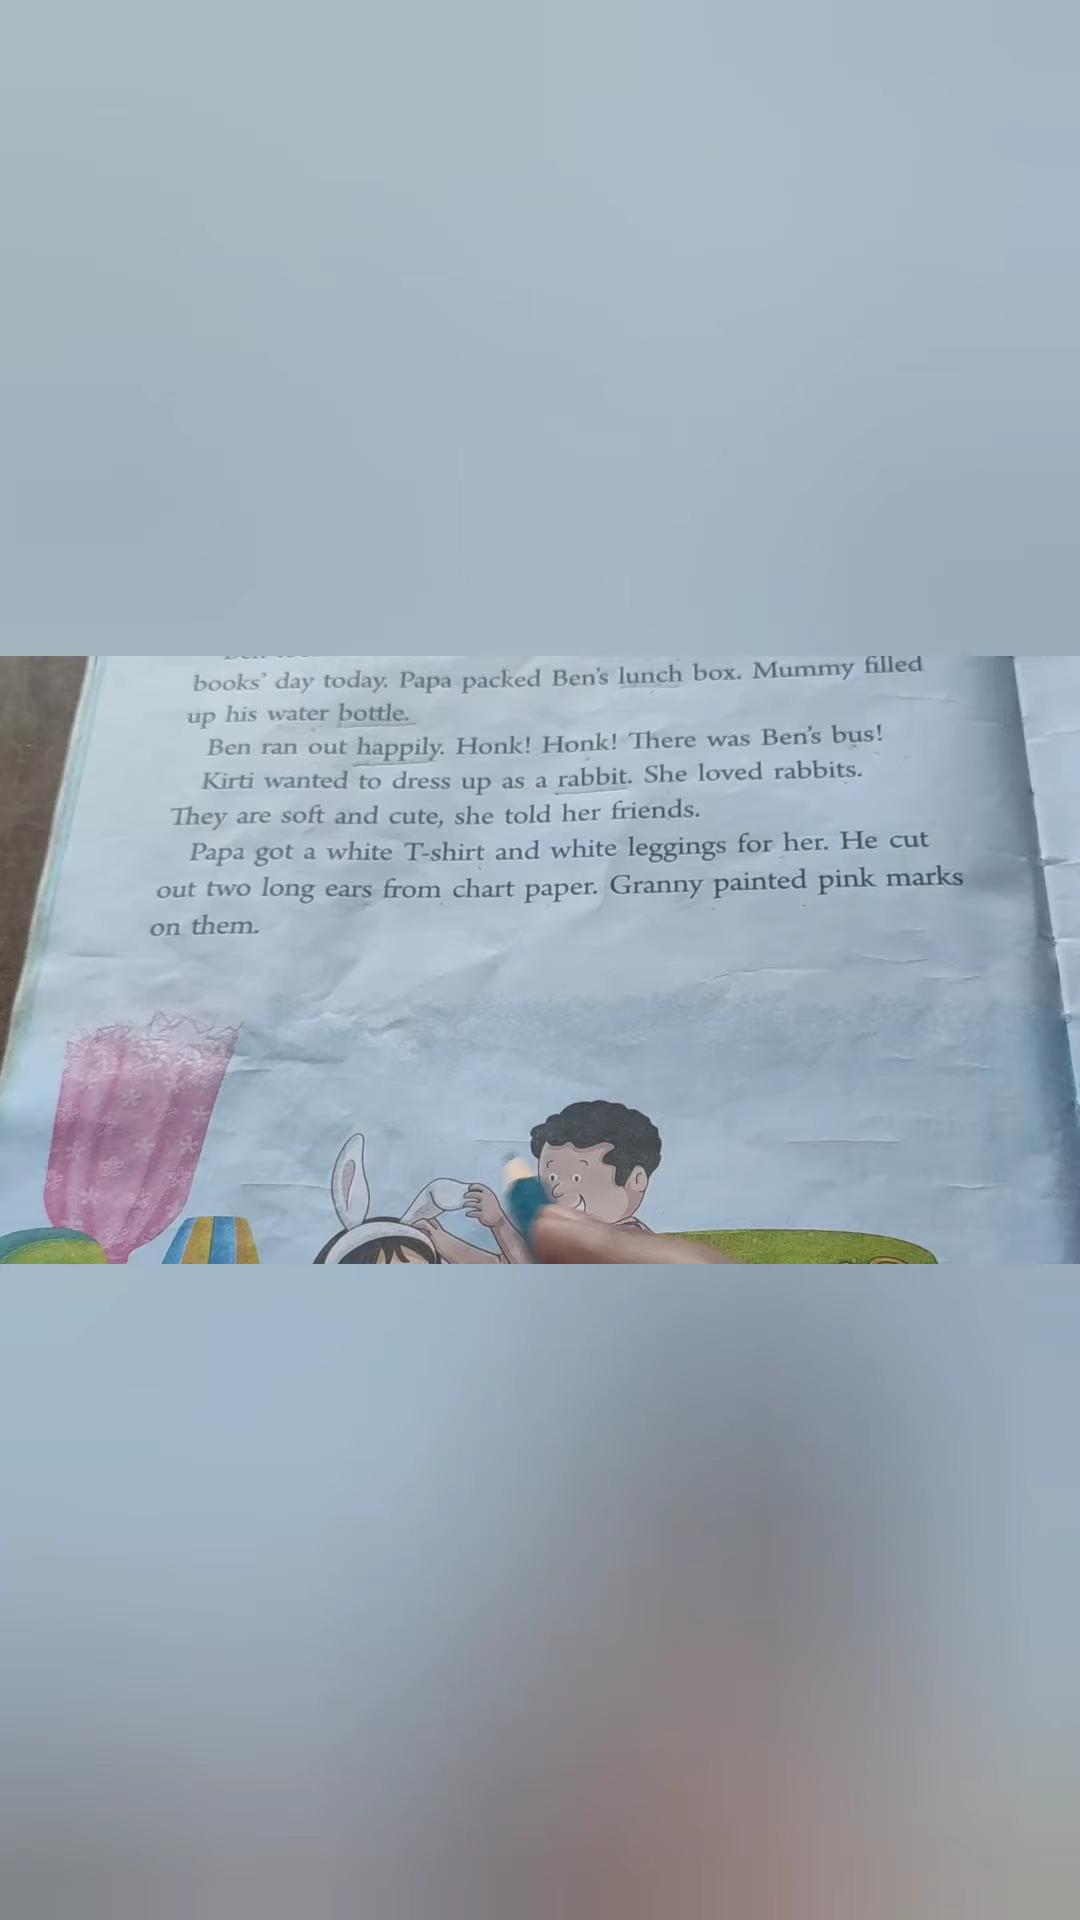 books' day today. Papa packed Ben's lunch box. Mummy filled
up his water bottle.
Ben ran out happily. Honk! Honk! There was Ben's bus!
Kirti wanted to dress up as a rabbit. She loved rabbits.
They are soft and cute, she told her friends.
Papa got a white T-shirt and white leggings for her. He cut
out two long ears from chart paper. Granny painted pink marks
on them.